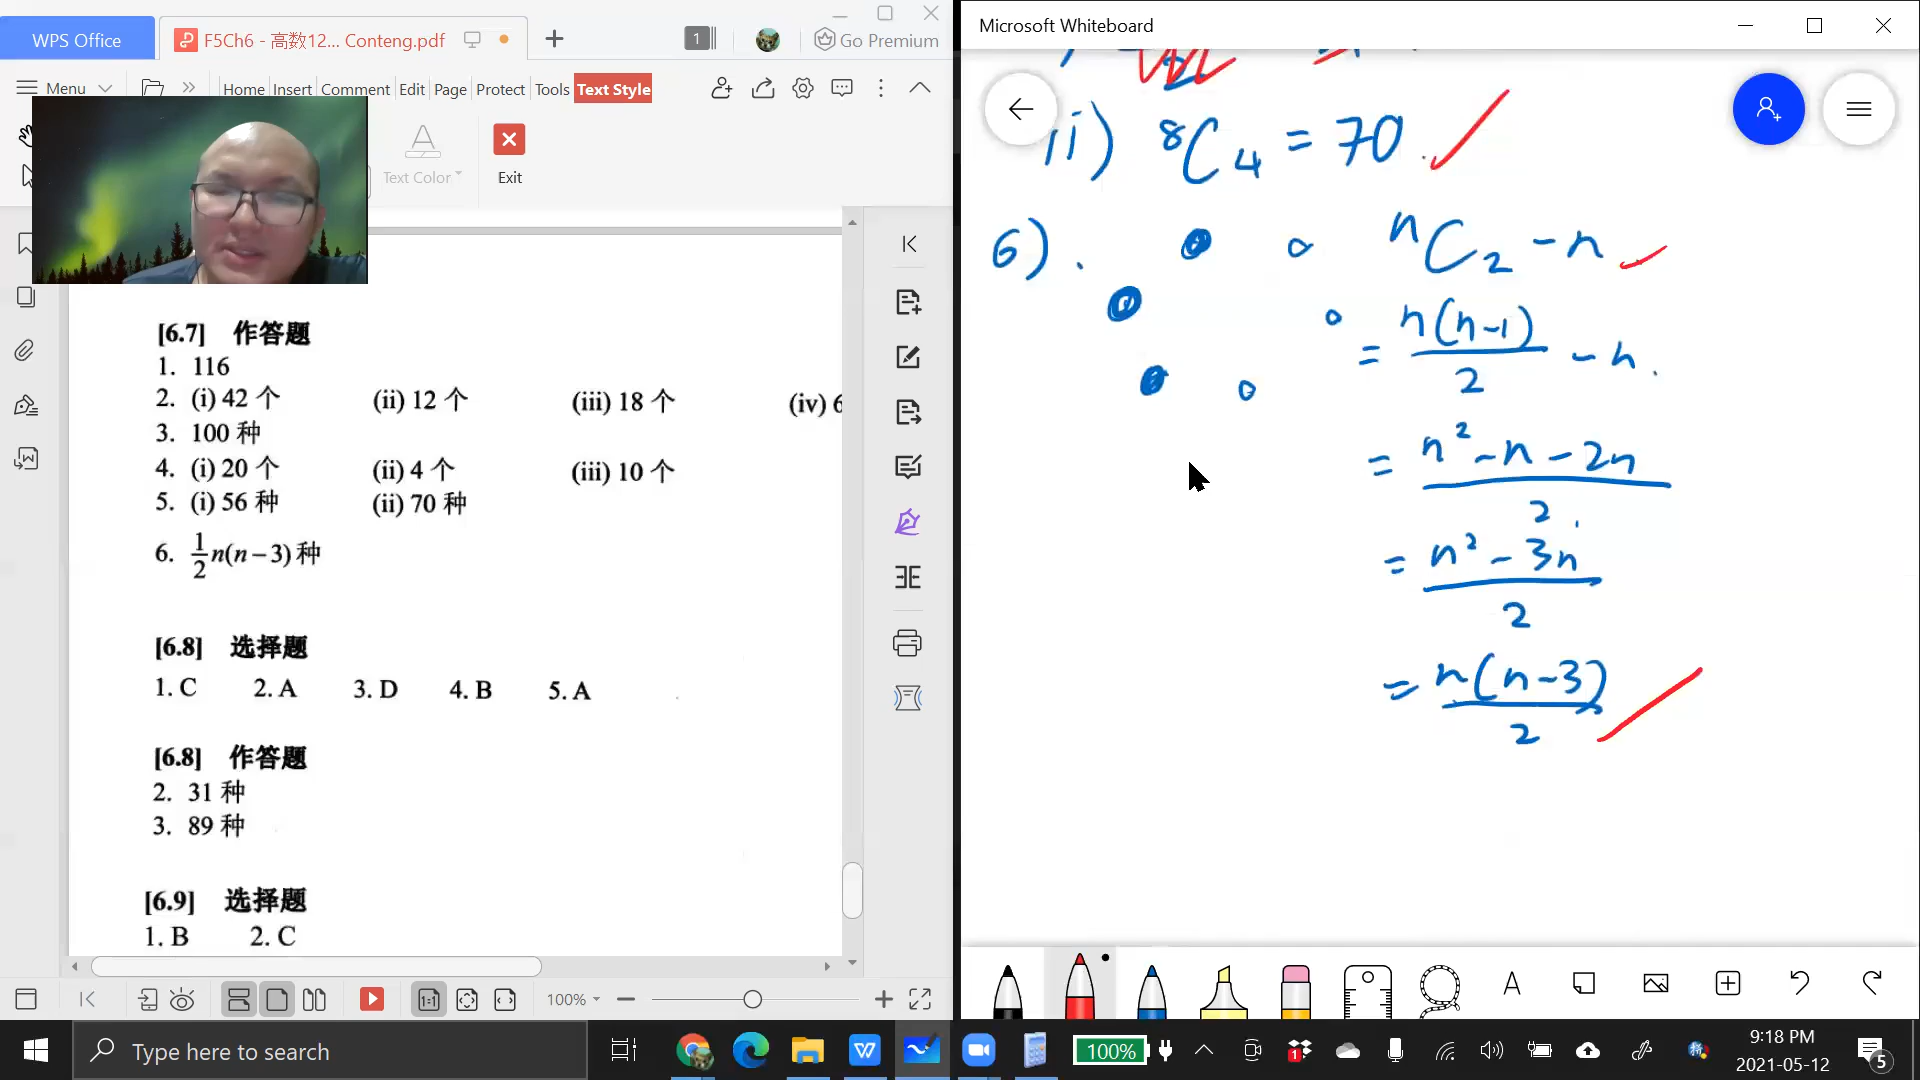 WPS Office
F5Ch6 - 高数12... Conteng.pdf
1
Go Premium
Menu
Home Insert Comment Edit Page Protect Tools Text Style
Text Color
Exit
[6.7] 作答题
1. 116
2. (i) 42 个 (ii) 12 个 (iii) 18 个 (iv) 6
3. 100 种
4. (i) 20 个 (ii) 4 个 (iii) 10 个
5. (i) 56 种 (ii) 70 种
6. 1/2 n(n−3) 种
[6.8] 选择题
1. C 2. A 3. D 4. B 5. A
[6.8] 作答题
2. 31 种
3. 89 种
[6.9] 选择题
1. B 2. C
100%
Microsoft Whiteboard
ii) ⁸C₄ = 70
6). ⁿC₂ − n
= n(n−1)/2 − n.
= n² − n − 2n / 2
= n² − 3n / 2
= n(n−3) / 2
Type here to search
100%
1
9:18 PM
2021-05-12
5